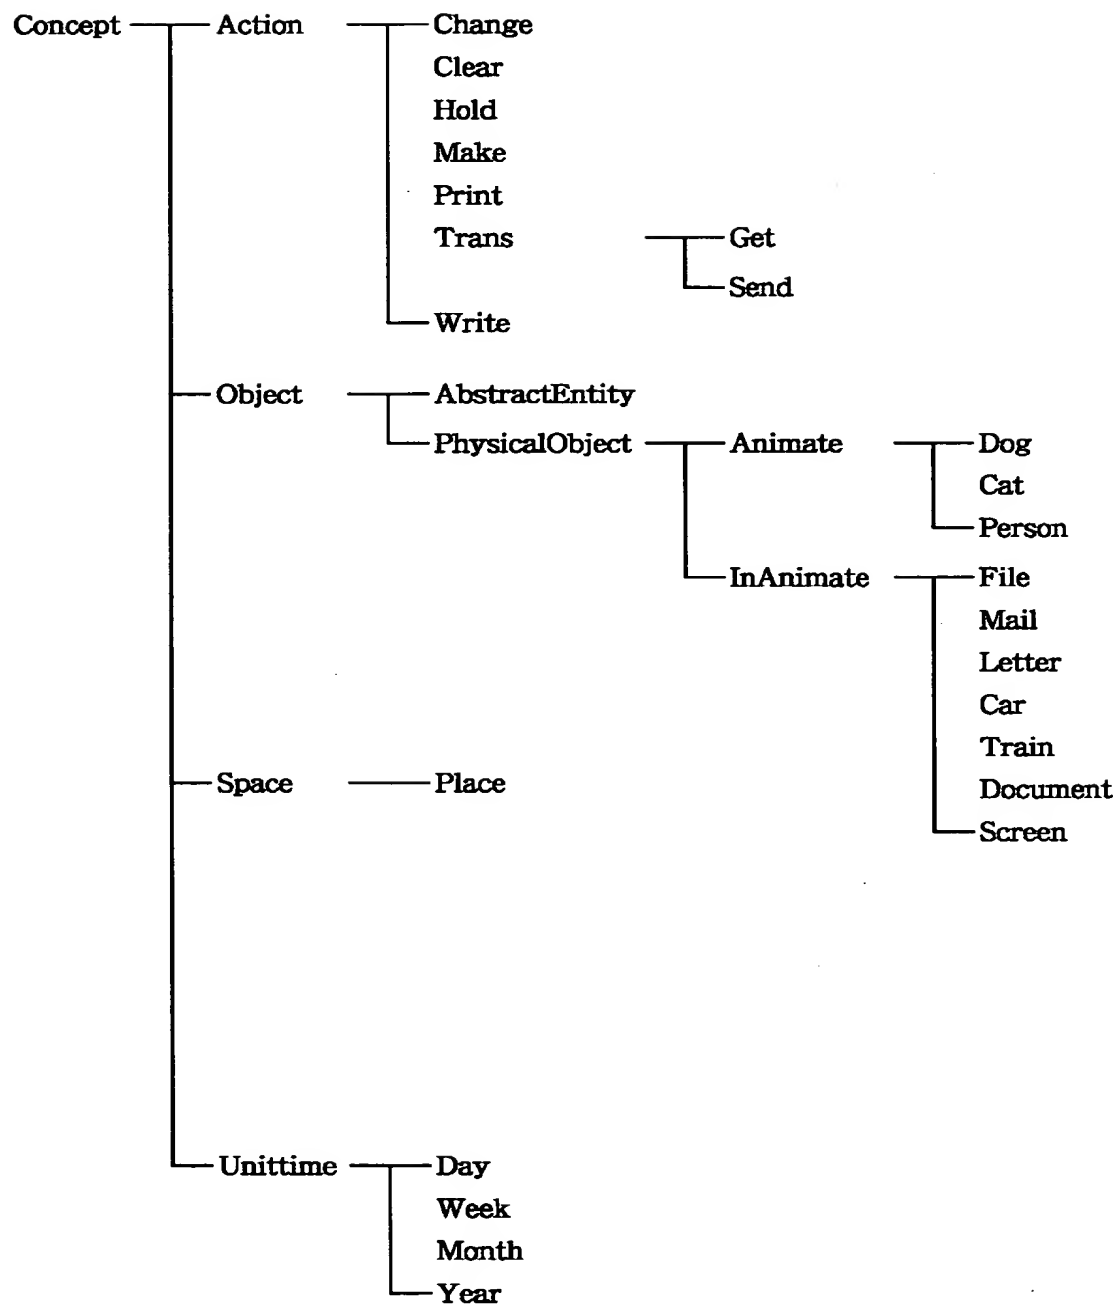 Concept Action Change
Clear
Hold
Make
Print
Trans Get
Send
Write
Object AbstractEntity
PhysicalObject Animate Dog
Cat
Person
InAnimate File
Mail
Letter
Car
Train
Space Place Document
Screen
Unittime Day
Week
Month
Year